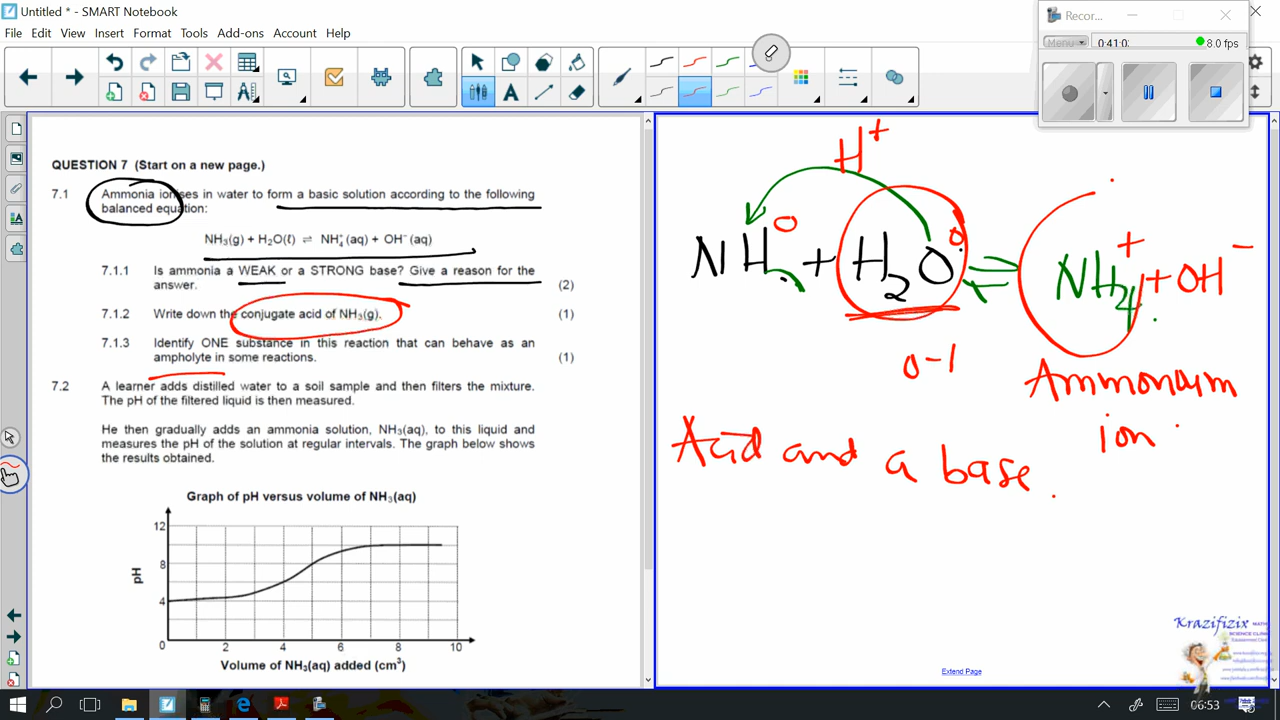 Untitled * - SMART Notebook
File Edit View Insert Format Tools Add-ons Account Help
Recor...
Menu
8.0 fps
QUESTION 7 (Start on a new page.)
7.1 Ammonia ionises in water to form a basic solution according to the following
balanced equation:
NH₃(g) + H₂O(ℓ) ⇌ NH₄⁺(aq) + OH⁻(aq)
7.1.1 Is ammonia a WEAK or a STRONG base? Give a reason for the
answer. (2)
7.1.2 Write down the conjugate acid of NH₃(g). (1)
7.1.3 Identify ONE substance in this reaction that can behave as an
ampholyte in some reactions. (1)
7.2 A learner adds distilled water to a soil sample and then filters the mixture.
The pH of the filtered liquid is then measured.
He then gradually adds an ammonia solution, NH₃(aq), to this liquid and
measures the pH of the solution at regular intervals. The graph below shows
the results obtained.
Graph of pH versus volume of NH₃(aq)
12
8
pH
4
0 2 4 6 8 10
Volume of NH₃(aq) added (cm³)
H⁺
0 0
NH + H₂O ⇌ NH₄⁺ + OH⁻
0-1
Ammonium
ion
Acid and a base.
Krazifizix
Extend Page
06:53